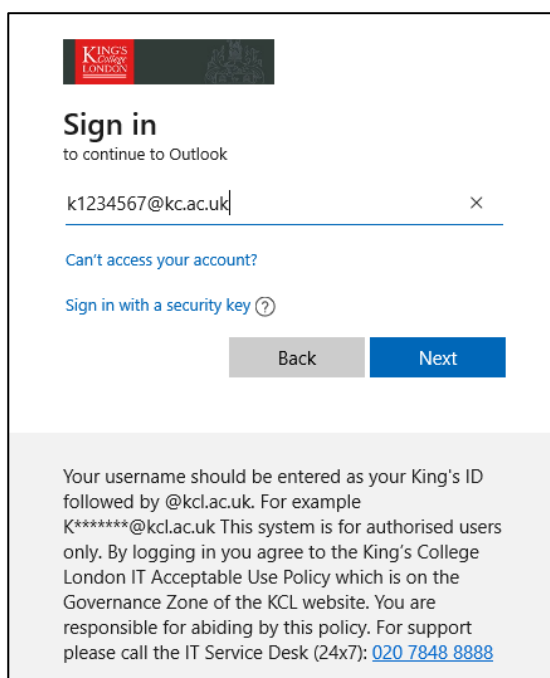 KING'S
College
LONDON
Sign in
to continue to Outlook
k1234567@kc.ac.uk
Can't access your account?
Sign in with a security key ?
Back Next
Your username should be entered as your King's ID
followed by @kcl.ac.uk. For example
K*******@kcl.ac.uk This system is for authorised users
only. By logging in you agree to the King's College
London IT Acceptable Use Policy which is on the
Governance Zone of the KCL website. You are
responsible for abiding by this policy. For support
please call the IT Service Desk (24x7): 020 7848 8888